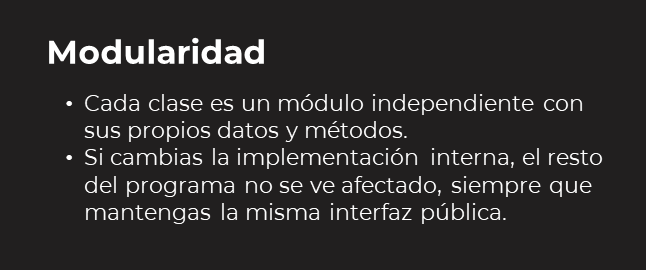 Modularidad
• Cada clase es un módulo independiente con
sus propios datos y métodos.
• Si cambias la implementación interna, el resto
del programa no se ve afectado, siempre que
mantengas la misma interfaz pública.